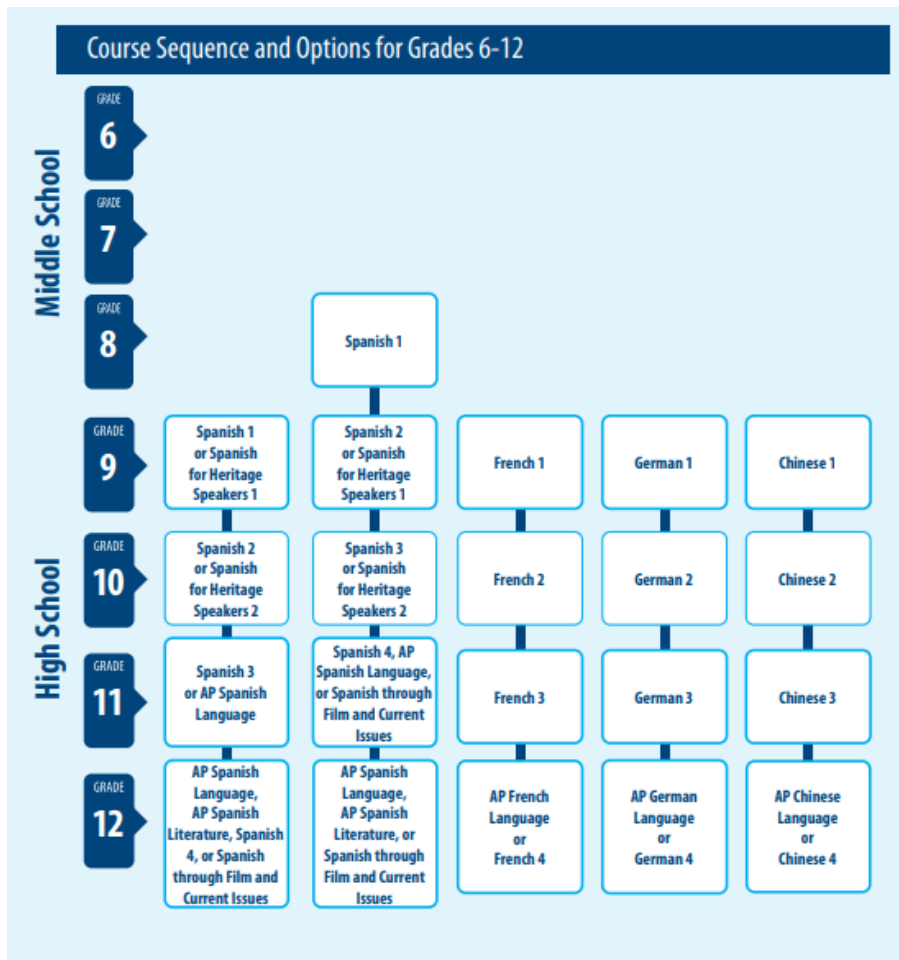 Course Sequence and Options for Grades 6-12
Middle School
GRADE
6
GRADE
7
GRADE
8
Spanish 1
High School
GRADE
9
Spanish 1
or Spanish
for Heritage
Speakers 1
Spanish 2
or Spanish
for Heritage
Speakers 1
French 1
German 1
Chinese 1
GRADE
10
Spanish 2
or Spanish
for Heritage
Speakers 2
Spanish 3
or Spanish
for Heritage
Speakers 2
French 2
German 2
Chinese 2
GRADE
11
Spanish 3
or AP Spanish
Language
Spanish 4, AP
Spanish Language,
or Spanish through
Film and Current
Issues
French 3
German 3
Chinese 3
GRADE
12
AP Spanish
Language,
AP Spanish
Literature, Spanish
4, or Spanish
through Film and
Current Issues
AP Spanish
Language,
AP Spanish
Literature, or
Spanish through
Film and Current
Issues
AP French
Language
or
French 4
AP German
Language
or
German 4
AP Chinese
Language
or
Chinese 4